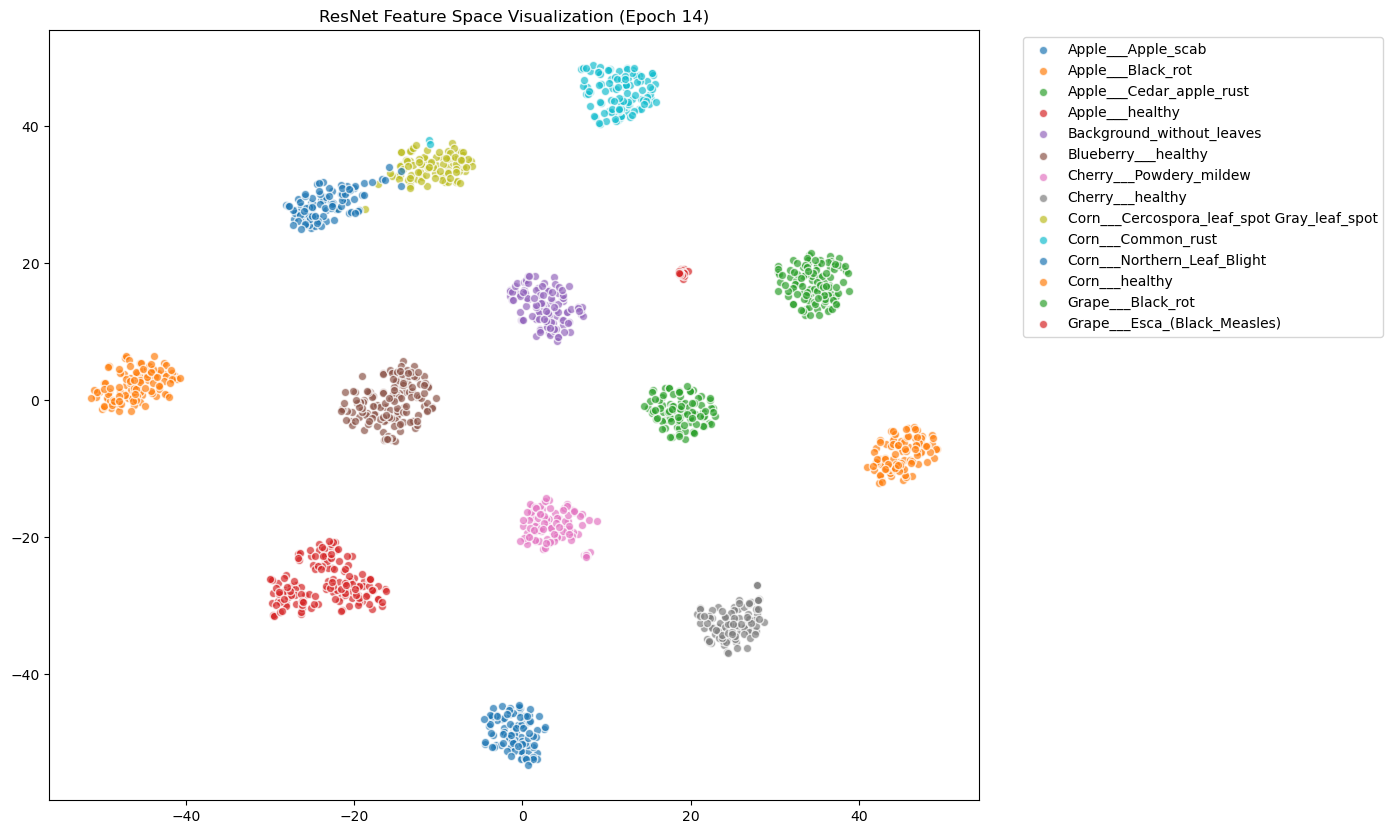 ResNet Feature Space Visualization (Epoch 14)
Apple___Apple_scab
Apple___Black_rot
Apple___Cedar_apple_rust
Apple___healthy
Background_without_leaves
Blueberry___healthy
Cherry___Powdery_mildew
Cherry___healthy
Corn___Cercospora_leaf_spot Gray_leaf_spot
Corn___Common_rust
Corn___Northern_Leaf_Blight
Corn___healthy
Grape___Black_rot
Grape___Esca_(Black_Measles)
40
20
0
−20
−40
−40 −20 0 20 40